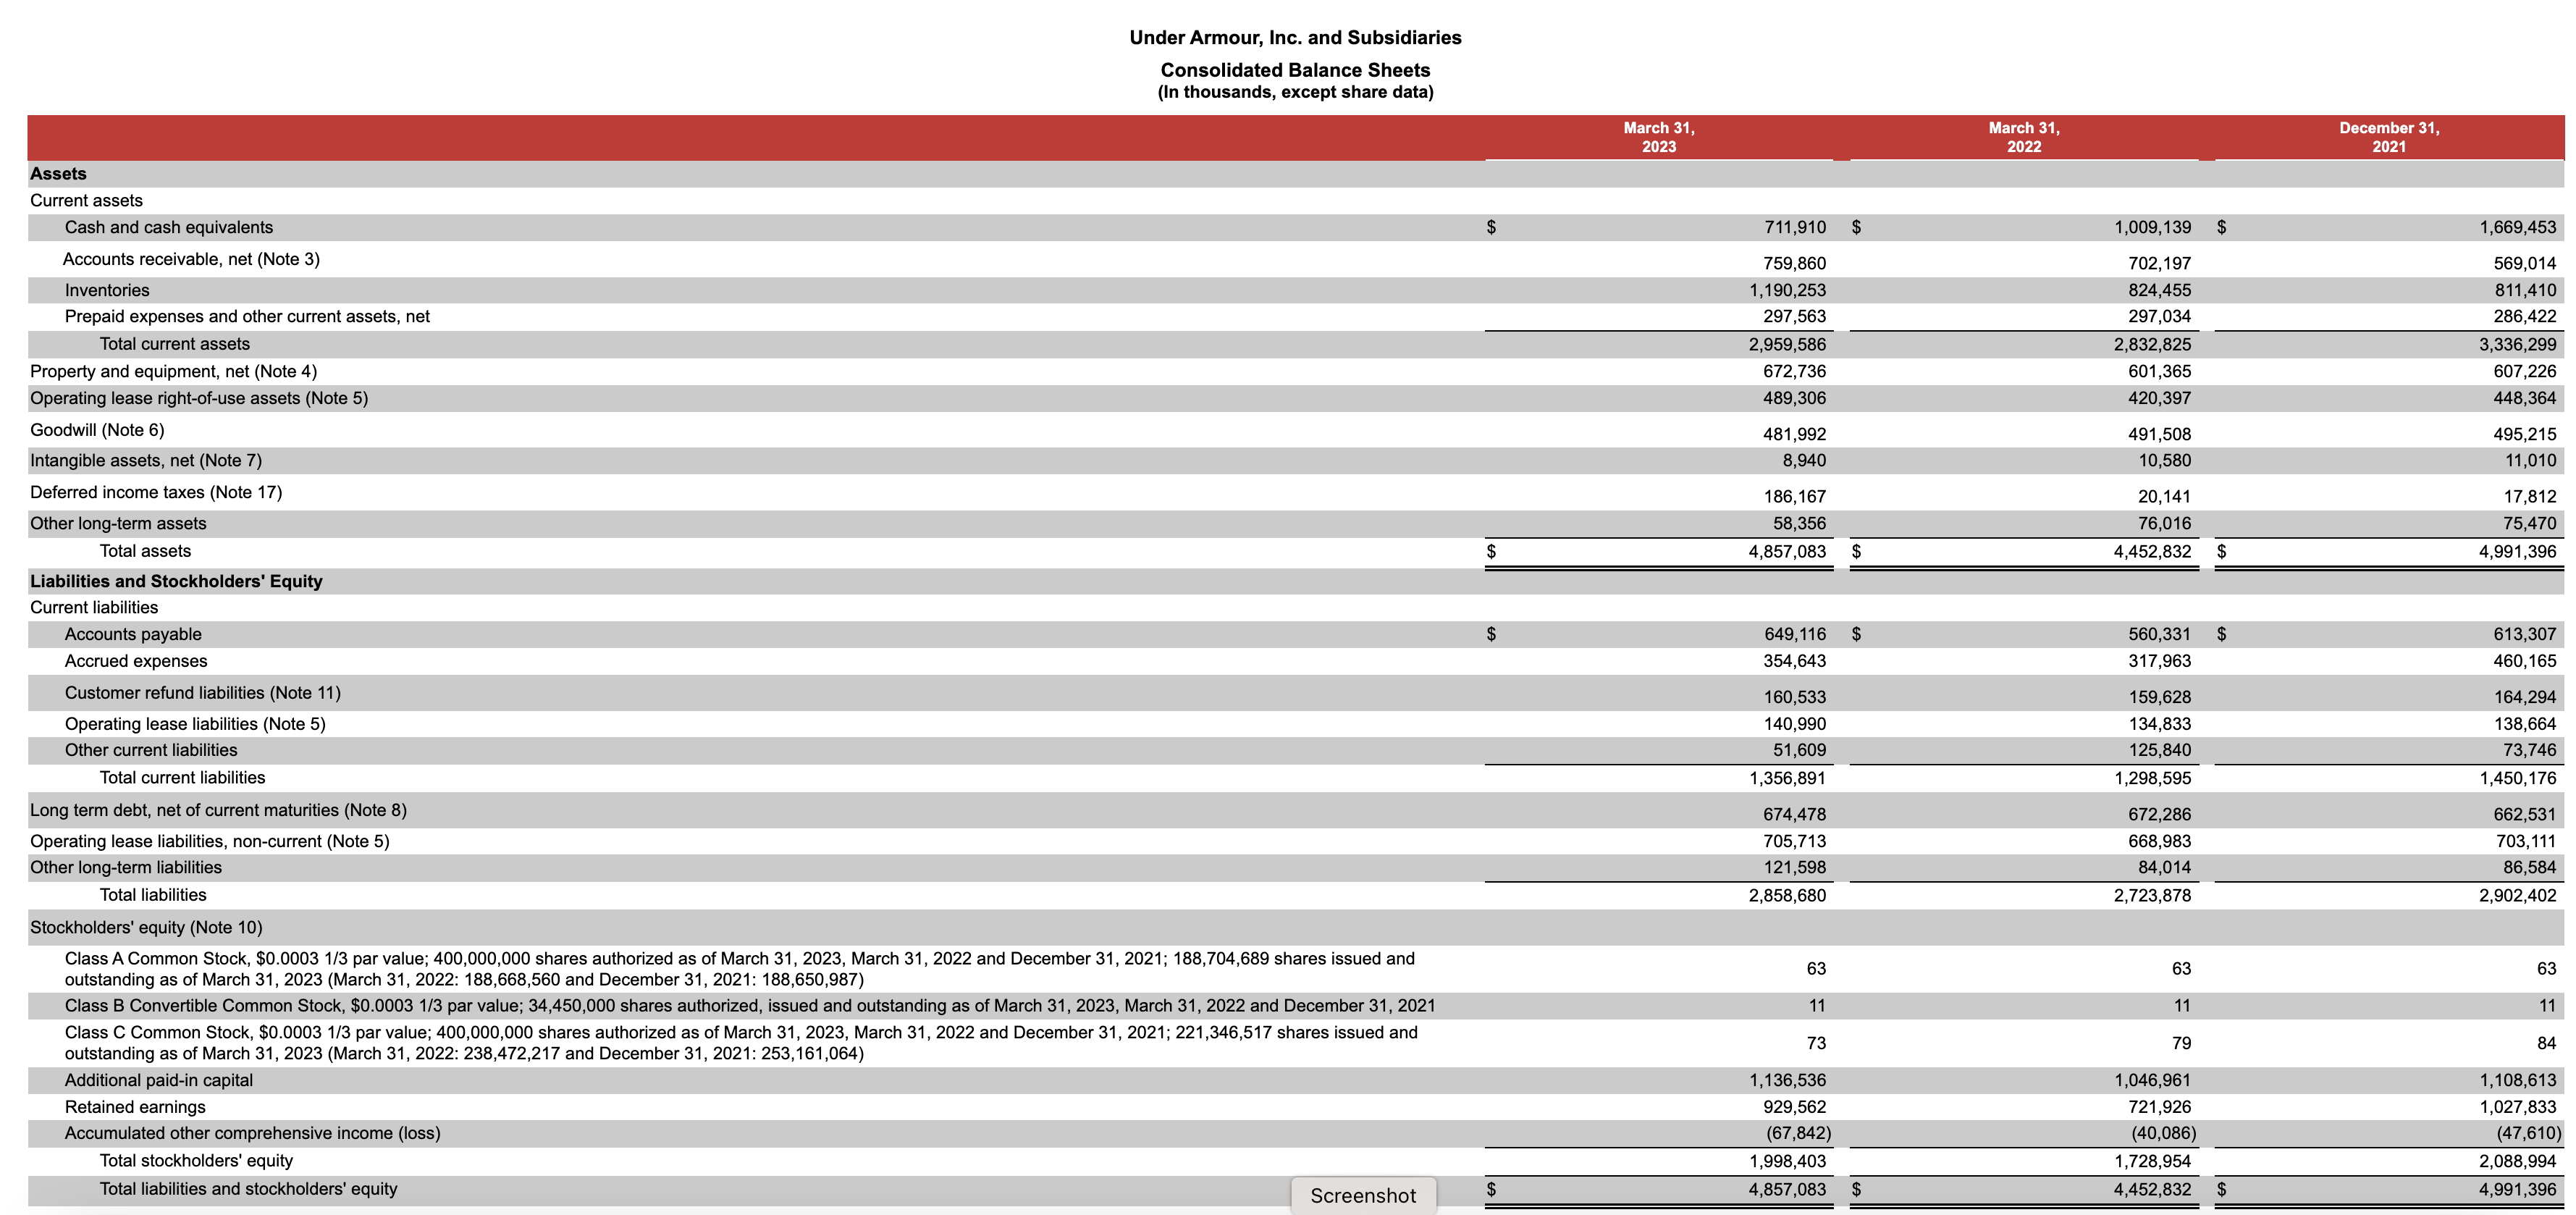 Under Armour, Inc. and Subsidiaries
Consolidated Balance Sheets
(In thousands, except share data)
March 31, 2023 March 31, 2022 December 31, 2021
Assets
Current assets
Cash and cash equivalents $ 711,910 $ 1,009,139 $ 1,669,453
Accounts receivable, net (Note 3) 759,860 702,197 569,014
Inventories 1,190,253 824,455 811,410
Prepaid expenses and other current assets, net 297,563 297,034 286,422
Total current assets 2,959,586 2,832,825 3,336,299
Property and equipment, net (Note 4) 672,736 601,365 607,226
Operating lease right-of-use assets (Note 5) 489,306 420,397 448,364
Goodwill (Note 6) 481,992 491,508 495,215
Intangible assets, net (Note 7) 8,940 10,580 11,010
Deferred income taxes (Note 17) 186,167 20,141 17,812
Other long-term assets 58,356 76,016 75,470
Total assets $ 4,857,083 $ 4,452,832 $ 4,991,396
Liabilities and Stockholders' Equity
Current liabilities
Accounts payable $ 649,116 $ 560,331 $ 613,307
Accrued expenses 354,643 317,963 460,165
Customer refund liabilities (Note 11) 160,533 159,628 164,294
Operating lease liabilities (Note 5) 140,990 134,833 138,664
Other current liabilities 51,609 125,840 73,746
Total current liabilities 1,356,891 1,298,595 1,450,176
Long term debt, net of current maturities (Note 8) 674,478 672,286 662,531
Operating lease liabilities, non-current (Note 5) 705,713 668,983 703,111
Other long-term liabilities 121,598 84,014 86,584
Total liabilities 2,858,680 2,723,878 2,902,402
Stockholders' equity (Note 10)
Class A Common Stock, $0.0003 1/3 par value; 400,000,000 shares authorized as of March 31, 2023, March 31, 2022 and December 31, 2021; 188,704,689 shares issued and
outstanding as of March 31, 2023 (March 31, 2022: 188,668,560 and December 31, 2021: 188,650,987) 63 63 63
Class B Convertible Common Stock, $0.0003 1/3 par value; 34,450,000 shares authorized, issued and outstanding as of March 31, 2023, March 31, 2022 and December 31, 2021 11 11 11
Class C Common Stock, $0.0003 1/3 par value; 400,000,000 shares authorized as of March 31, 2023, March 31, 2022 and December 31, 2021; 221,346,517 shares issued and
outstanding as of March 31, 2023 (March 31, 2022: 238,472,217 and December 31, 2021: 253,161,064) 73 79 84
Additional paid-in capital 1,136,536 1,046,961 1,108,613
Retained earnings 929,562 721,926 1,027,833
Accumulated other comprehensive income (loss) (67,842) (40,086) (47,610)
Total stockholders' equity 1,998,403 1,728,954 2,088,994
Total liabilities and stockholders' equity $ 4,857,083 $ 4,452,832 $ 4,991,396
Screenshot